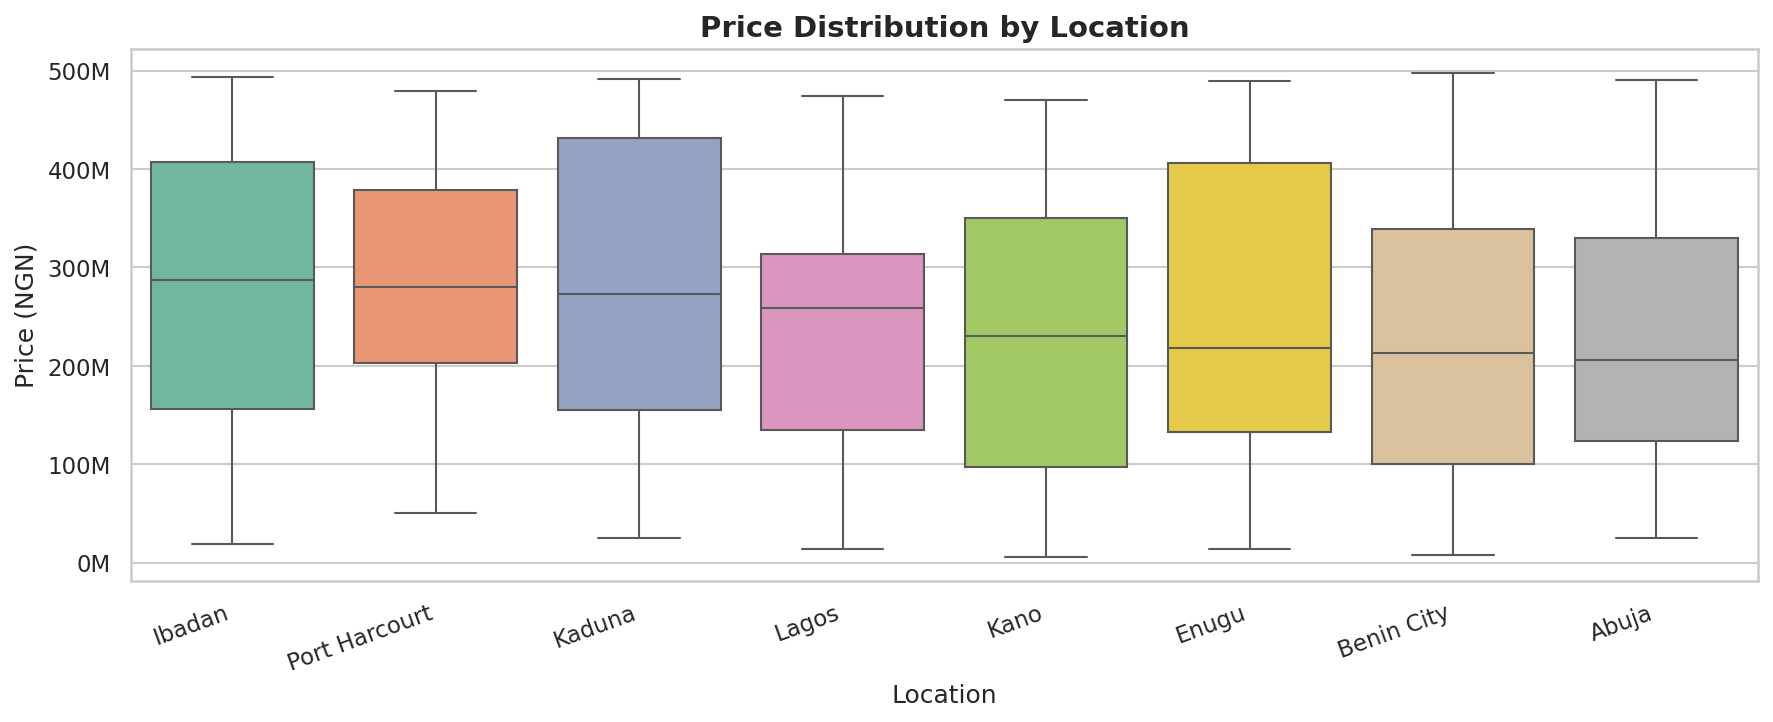 Price Distribution by Location
Price (NGN)
500M
400M
300M
200M
100M
0M
Ibadan
Port Harcourt
Kaduna
Lagos
Kano
Enugu
Benin City
Abuja
Location